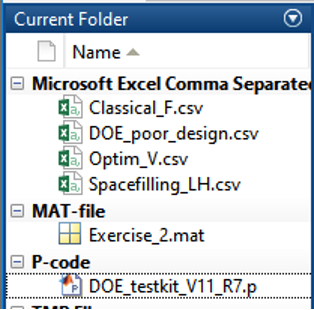 Current Folder
Name
Microsoft Excel Comma Separated
Classical_F.csv
DOE_poor_design.csv
Optim_V.csv
Spacefilling_LH.csv
MAT-file
Exercise_2.mat
P-code
DOE_testkit_V11_R7.p